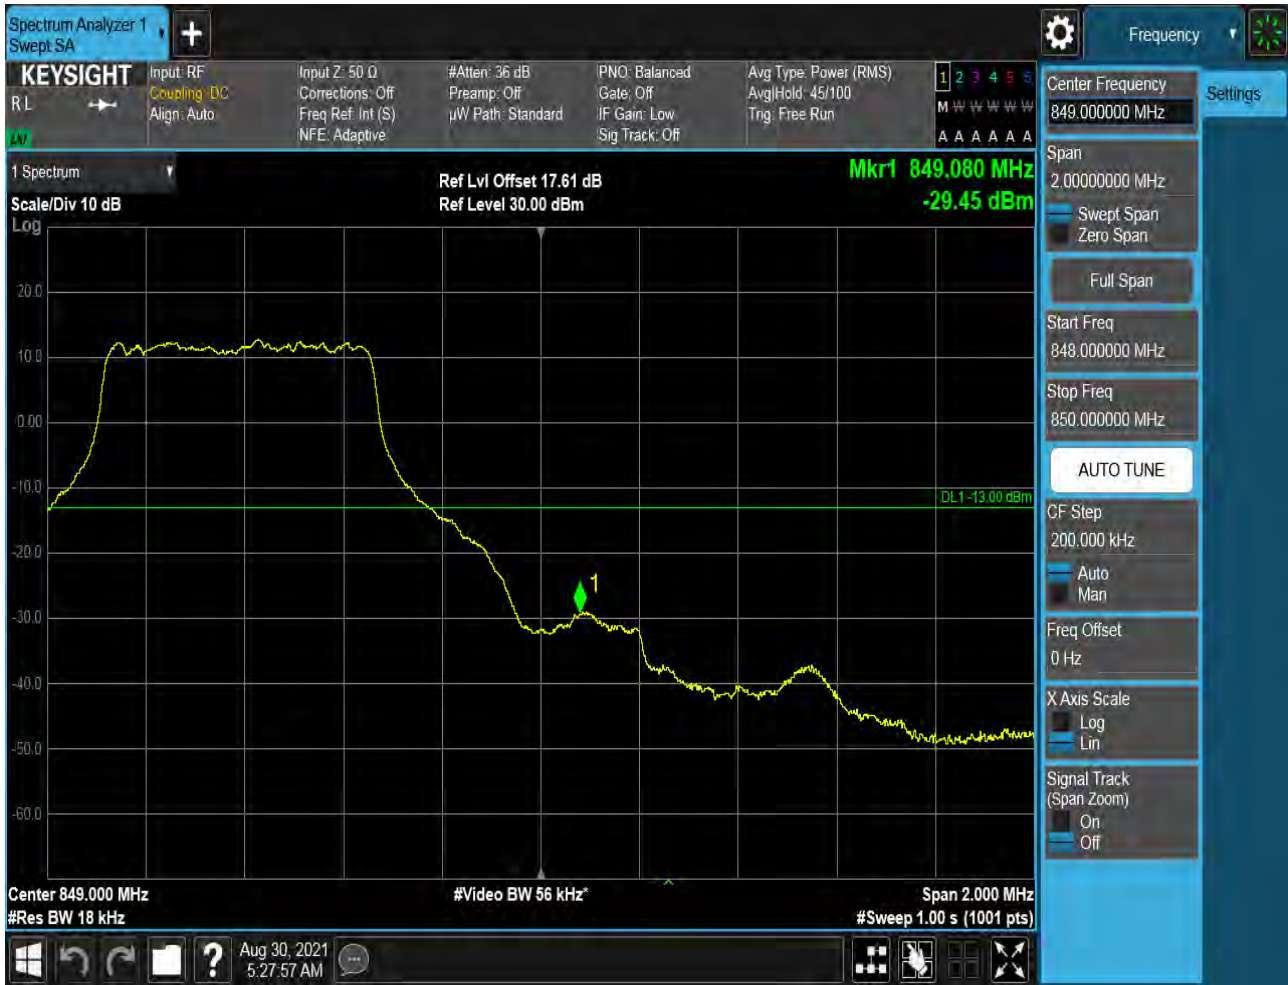 Spectrum Analyzer 1
Swept SA
Frequency
KEYSIGHT
R L
LNI
Input: RF
Coupling: DC
Align: Auto
Input Z: 50 Ω
Corrections: Off
Freq Ref: Int (S)
NFE: Adaptive
#Atten: 36 dB
Preamp: Off
µW Path: Standard
PNO: Balanced
Gate: Off
IF Gain: Low
Sig Track: Off
Avg Type: Power (RMS)
Avg|Hold: 45/100
Trig: Free Run
1 2 3 4 5 6
M W W W W W
A A A A A A
1 Spectrum
Scale/Div 10 dB
Log
Ref Lvl Offset 17.61 dB
Ref Level 30.00 dBm
Mkr1 849.080 MHz
-29.45 dBm
20.0
10.0
0.00
-10.0
-20.0
-30.0
-40.0
-50.0
-60.0
DL1 -13.00 dBm
1
Center 849.000 MHz
#Res BW 18 kHz
#Video BW 56 kHz*
Span 2.000 MHz
#Sweep 1.00 s (1001 pts)
Center Frequency
849.000000 MHz
Settings
Span
2.00000000 MHz
Swept Span
Zero Span
Full Span
Start Freq
848.000000 MHz
Stop Freq
850.000000 MHz
AUTO TUNE
CF Step
200.000 kHz
Auto
Man
Freq Offset
0 Hz
X Axis Scale
Log
Lin
Signal Track
(Span Zoom)
On
Off
?
Aug 30, 2021
5:27:57 AM